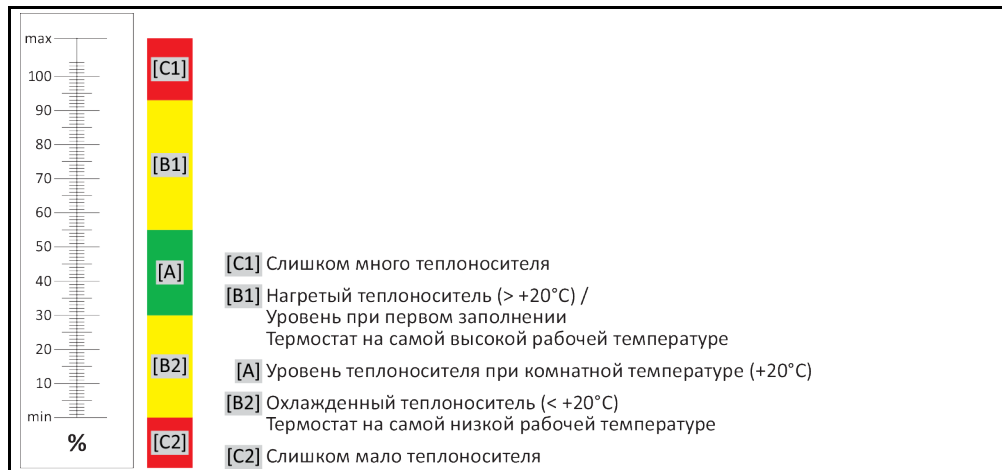 max
100
90
80
70
60
50
40
30
20
10
min
%
[C1]
[B1]
[A]
[B2]
[C2]
[C1] Слишком много теплоносителя
[B1] Нагретый теплоноситель (> +20°C) /
Уровень при первом заполнении
Термостат на самой высокой рабочей температуре
[A] Уровень теплоносителя при комнатной температуре (+20°C)
[B2] Охлажденный теплоноситель (< +20°C)
Термостат на самой низкой рабочей температуре
[C2] Слишком мало теплоносителя